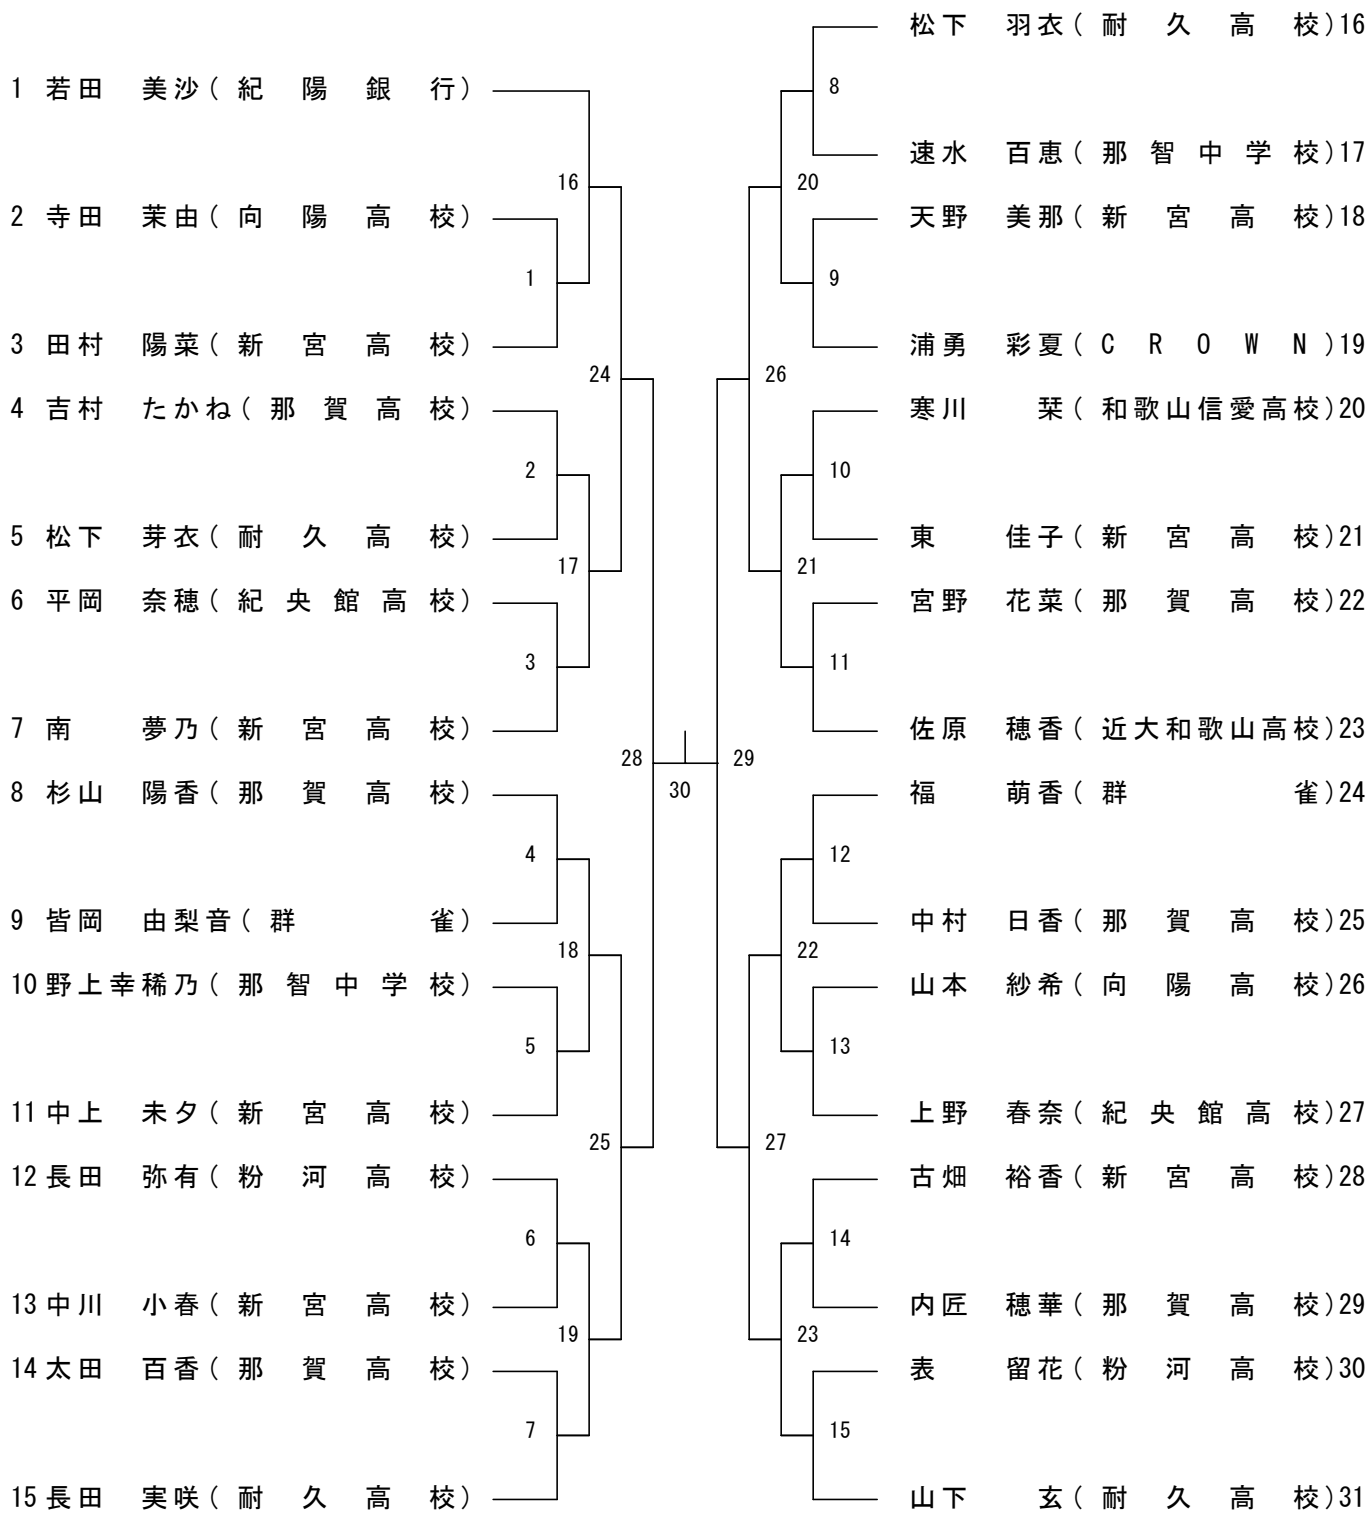 1 若田 美沙(紀陽銀行)
16
2 寺田 茉由(向陽高校)
1
3 田村 陽菜(新宮高校)
24
4 吉村 たかね(那賀高校)
2
5 松下 芽衣(耐久高校)
17
6 平岡 奈穂(紀央館高校)
3
7 南 夢乃(新宮高校)
28
8 杉山 陽香(那賀高校)
4
9 皆岡 由梨音(群雀)
18
10 野上幸稀乃(那智中学校)
5
11 中上 未夕(新宮高校)
25
12 長田 弥有(粉河高校)
6
13 中川 小春(新宮高校)
19
14 太田 百香(那賀高校)
7
15 長田 実咲(耐久高校)
30
松下 羽衣(耐久高校)16
8
速水 百恵(那智中学校)17
20
天野 美那(新宮高校)18
9
浦勇 彩夏(CROWN)19
26
寒川 栞(和歌山信愛高校)20
10
東 佳子(新宮高校)21
21
宮野 花菜(那賀高校)22
11
佐原 穂香(近大和歌山高校)23
29
福 萌香(群雀)24
12
中村 日香(那賀高校)25
22
山本 紗希(向陽高校)26
13
上野 春奈(紀央館高校)27
27
古畑 裕香(新宮高校)28
14
内匠 穂華(那賀高校)29
23
表 留花(粉河高校)30
15
山下 玄(耐久高校)31